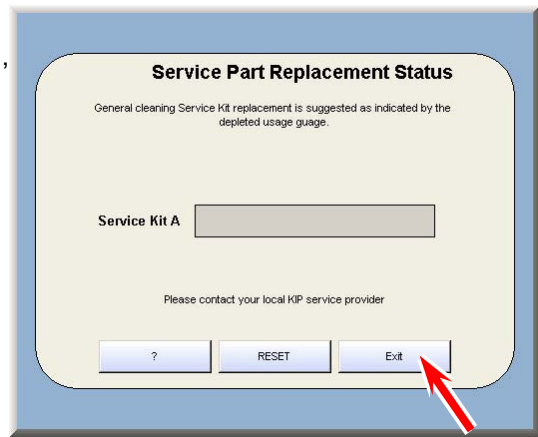 ,
Service Part Replacement Status
General cleaning Service Kit replacement is suggested as indicated by the
depleted usage guage.
Service Kit A
Please contact your local KIP service provider
? RESET Exit